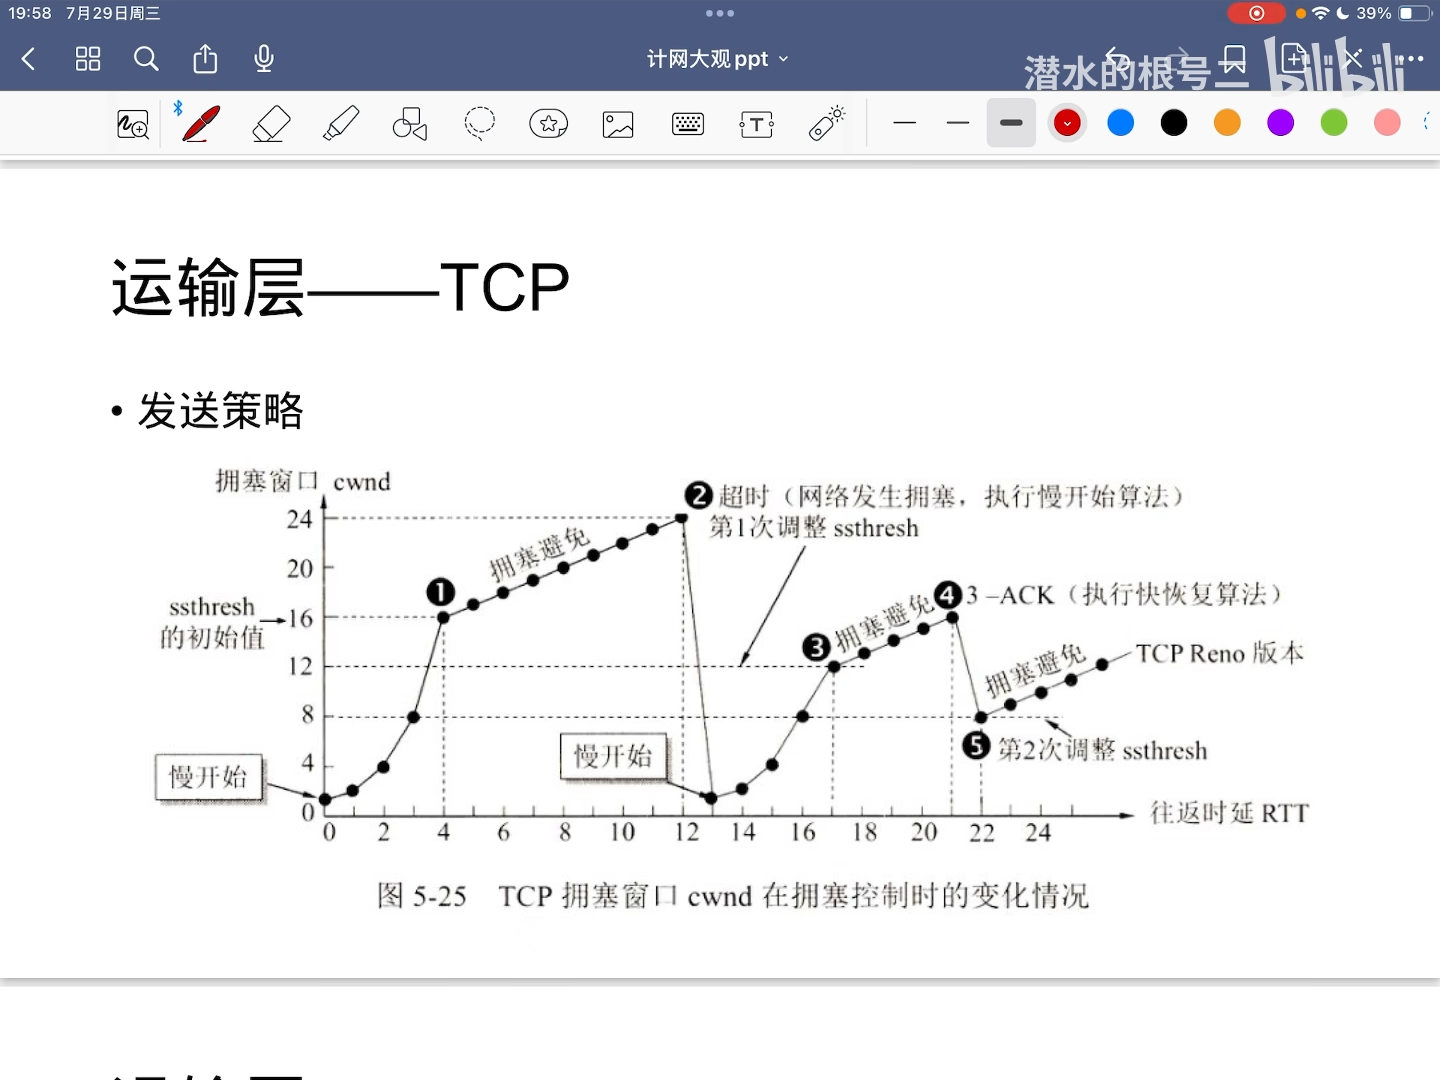 19:58 7月29日周三
39%
计网大观ppt
潜水的根号二 bilibili
运输层——TCP
• 发送策略
拥塞窗口 cwnd
❷超时（网络发生拥塞，执行慢开始算法）
第1次调整 ssthresh
24
20
16
12
8
4
0
ssthresh
的初始值
慢开始
❶
拥塞避免
慢开始
❸
拥塞避免
❹3 –ACK（执行快恢复算法）
拥塞避免
TCP Reno 版本
❺第2次调整 ssthresh
0 2 4 6 8 10 12 14 16 18 20 22 24
往返时延 RTT
图 5-25 TCP 拥塞窗口 cwnd 在拥塞控制时的变化情况